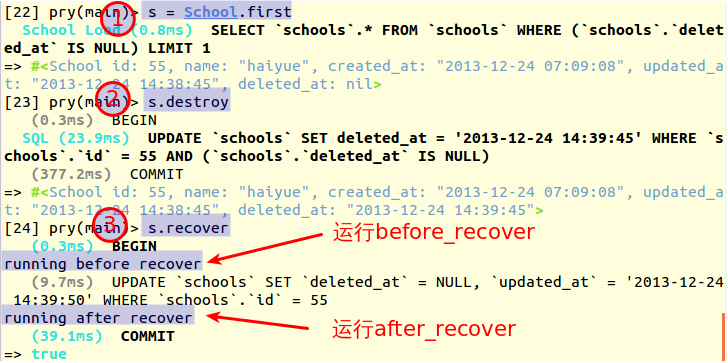 [22] pry(main)> s = School.first
School Load (0.8ms) SELECT `schools`.* FROM `schools` WHERE (`schools`.`delet
ed_at` IS NULL) LIMIT 1
=> #<School id: 55, name: "haiyue", created_at: "2013-12-24 07:09:08", updated_a
t: "2013-12-24 14:38:45", deleted_at: nil>
[23] pry(main)> s.destroy
(0.3ms) BEGIN
SQL (23.9ms) UPDATE `schools` SET deleted_at = '2013-12-24 14:39:45' WHERE `s
chools`.`id` = 55 AND (`schools`.`deleted_at` IS NULL)
(377.2ms) COMMIT
=> #<School id: 55, name: "haiyue", created_at: "2013-12-24 07:09:08", updated_a
t: "2013-12-24 14:38:45", deleted_at: "2013-12-24 14:39:45">
[24] pry(main)> s.recover
运行before_recover
(0.3ms) BEGIN
running before recover
(9.7ms) UPDATE `schools` SET `deleted_at` = NULL, `updated_at` = '2013-12-24
14:39:50' WHERE `schools`.`id` = 55
running after recover
运行after_recover
(39.1ms) COMMIT
=> true
1
2
3